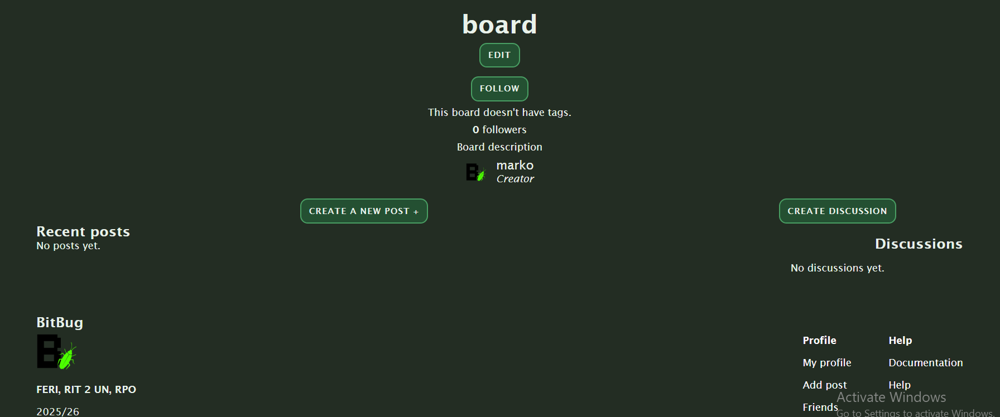 board
EDIT
FOLLOW
This board doesn't have tags.
0 followers
Board description
marko
Creator
CREATE A NEW POST +
CREATE DISCUSSION
Recent posts
No posts yet.
Discussions
No discussions yet.
BitBug
B
FERI, RIT 2 UN, RPO
2025/26
Profile
My profile
Add post
Friends
Help
Documentation
Help
Activate Windows
Go to Settings to activate Windows.